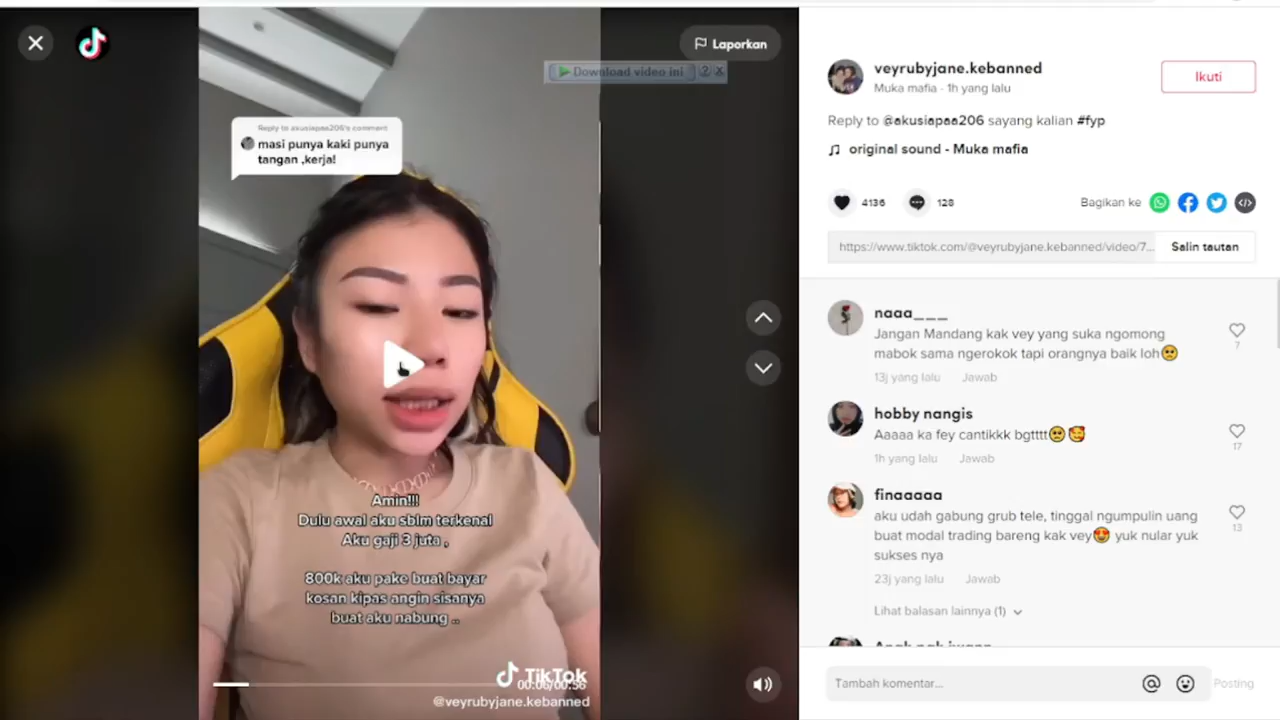 Laporkan
Download video ini ? X
Reply to akusiapaa206's comment
masi punya kaki punya
tangan ,kerja!
Amin!!!
Dulu awal aku sblm terkenal
Aku gaji 3 juta ,
800k aku pake buat bayar
kosan kipas angin sisanya
buat aku nabung ..
TikTok
00:06/00:56
@veyrubyjane.kebanned
veyrubyjane.kebanned
Muka mafia · 1h yang lalu
Ikuti
Reply to @akusiapaa206 sayang kalian #fyp
original sound - Muka mafia
4136
128
Bagikan ke
https://www.tiktok.com/@veyrubyjane.kebanned/video/7...
Salin tautan
naaa___
Jangan Mandang kak vey yang suka ngomong
mabok sama ngerokok tapi orangnya baik loh🥺
7
13j yang lalu Jawab
hobby nangis
Aaaaa ka fey cantikkk bgtttt🥺🥰
17
1h yang lalu Jawab
finaaaaa
aku udah gabung grub tele, tinggal ngumpulin uang
buat modal trading bareng kak vey😍 yuk nular yuk
sukses nya
13
23j yang lalu Jawab
Lihat balasan lainnya (1)
Tambah komentar...
Posting